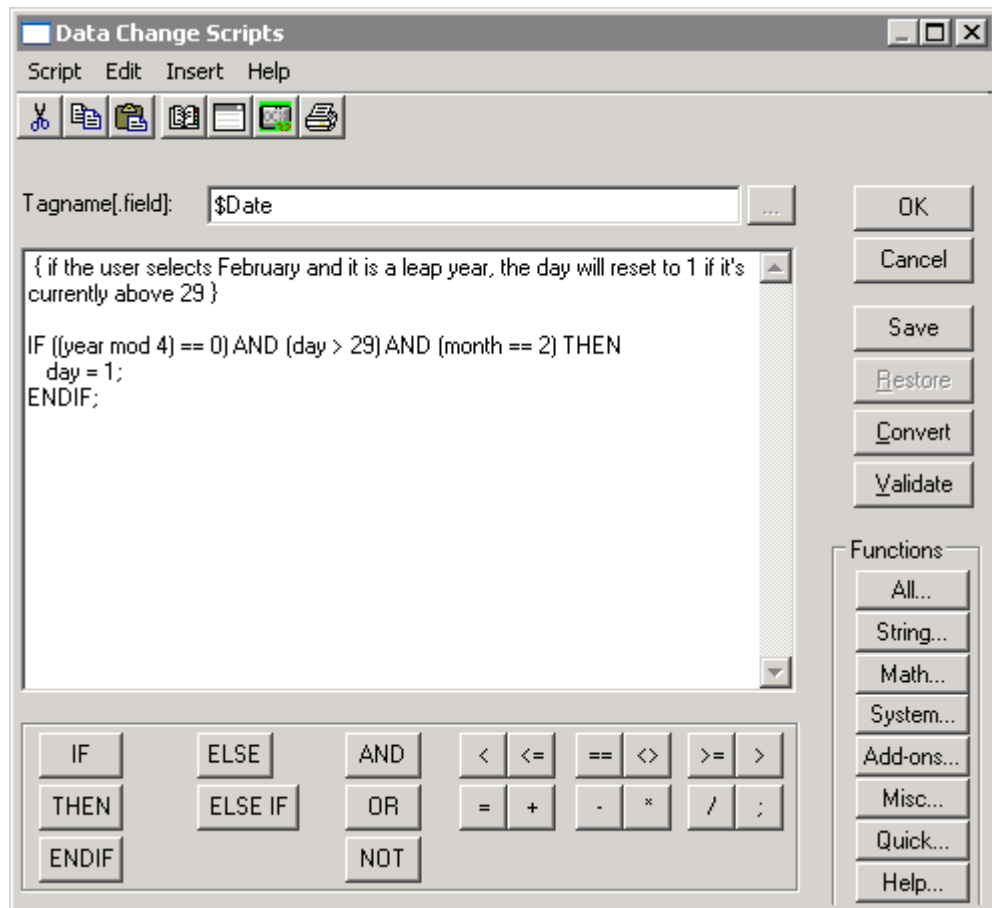 Data Change Scripts
Script Edit Insert Help
Tagname[.field]: $Date ...
OK
Cancel
{ if the user selects February and it is a leap year, the day will reset to 1 if it's
currently above 29 }
IF ((year mod 4) == 0) AND (day > 29) AND (month == 2) THEN
day = 1;
ENDIF;
Save
Restore
Convert
Validate
Functions
All...
String...
Math...
System...
Add-ons...
Misc...
Quick...
Help...
IF ELSE AND < <= == <> >= >
THEN ELSE IF OR = + - * / ;
ENDIF NOT